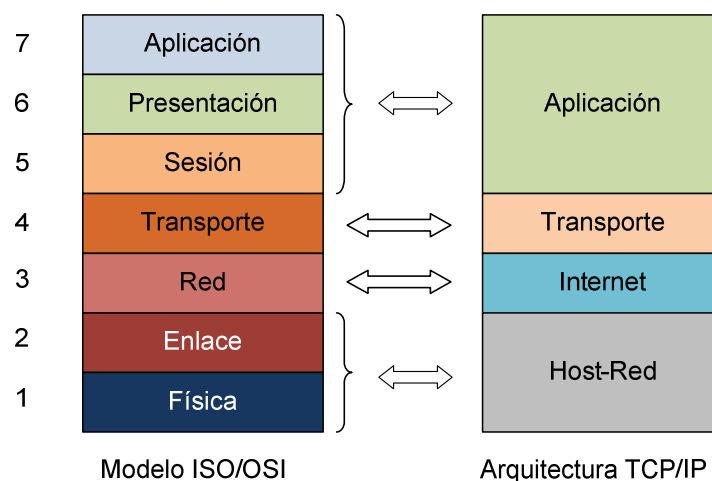 7 Aplicación
6 Presentación Aplicación
5 Sesión
4 Transporte Transporte
3 Red Internet
2 Enlace
Host-Red
1 Física
Modelo ISO/OSI Arquitectura TCP/IP